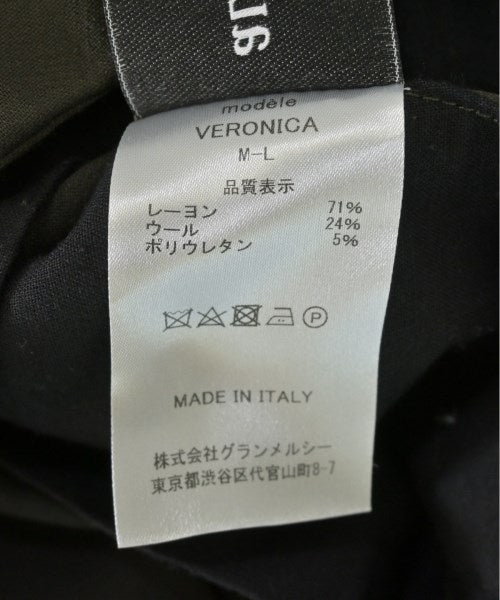 modèle
VERONICA
M-L
品質表示
レーヨン 71%
ウール 24%
ポリウレタン 5%
P
MADE IN ITALY
株式会社グランメルシー
東京都渋谷区代官山町8-7